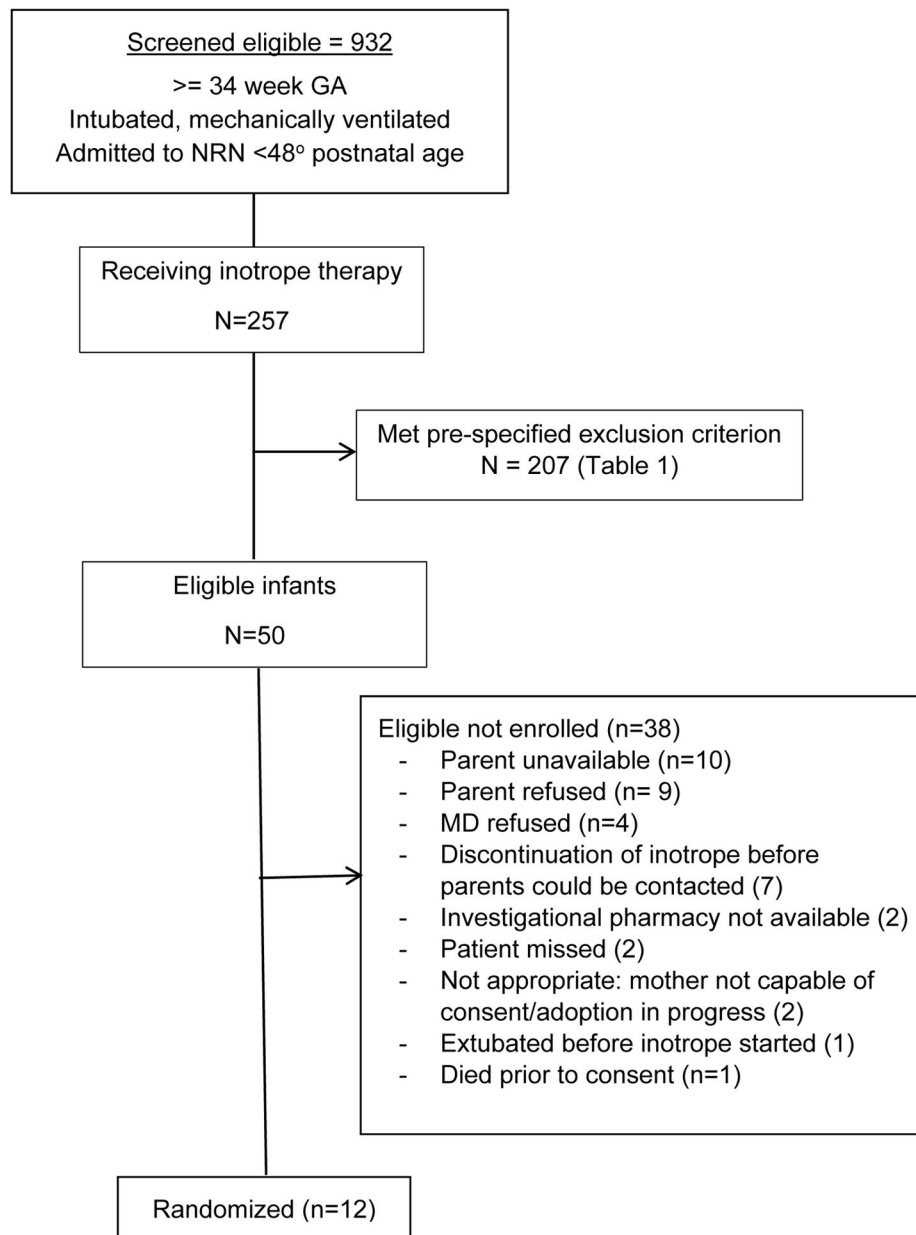 Screened eligible = 932
>= 34 week GA
Intubated, mechanically ventilated
Admitted to NRN <48º postnatal age
Receiving inotrope therapy
N=257
Met pre-specified exclusion criterion
N = 207 (Table 1)
Eligible infants
N=50
Eligible not enrolled (n=38)
- Parent unavailable (n=10)
- Parent refused (n= 9)
- MD refused (n=4)
- Discontinuation of inotrope before
parents could be contacted (7)
- Investigational pharmacy not available (2)
- Patient missed (2)
- Not appropriate: mother not capable of
consent/adoption in progress (2)
- Extubated before inotrope started (1)
- Died prior to consent (n=1)
Randomized (n=12)